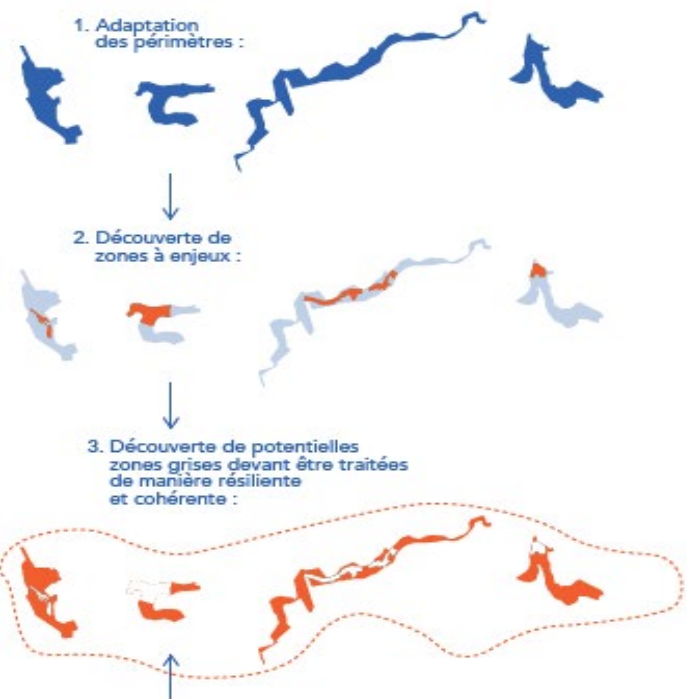 1. Adaptation
des périmètres :
2. Découverte de
zones à enjeux :
3. Découverte de potentielles
zones grises devant être traitées
de manière résiliente
et cohérente :